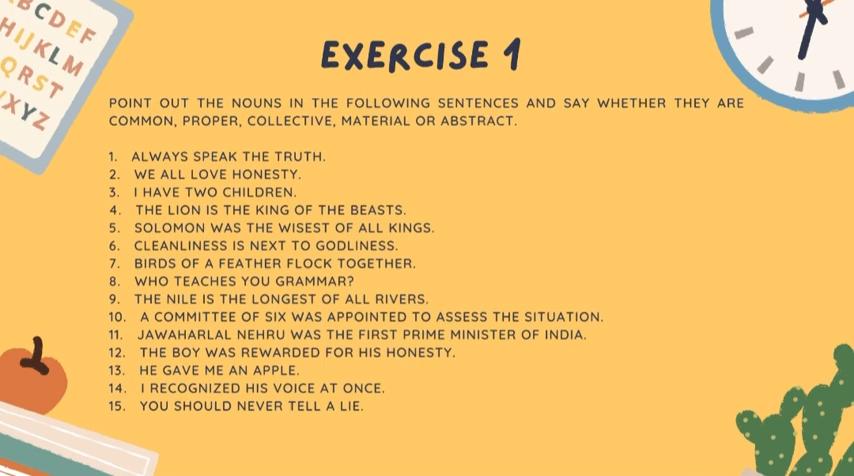 BCDEF
HIJKLM
QRST
XYZ
EXERCISE 1
POINT OUT THE NOUNS IN THE FOLLOWING SENTENCES AND SAY WHETHER THEY ARE
COMMON, PROPER, COLLECTIVE, MATERIAL OR ABSTRACT.
1. ALWAYS SPEAK THE TRUTH.
2. WE ALL LOVE HONESTY.
3. I HAVE TWO CHILDREN.
4. THE LION IS THE KING OF THE BEASTS.
5. SOLOMON WAS THE WISEST OF ALL KINGS.
6. CLEANLINESS IS NEXT TO GODLINESS.
7. BIRDS OF A FEATHER FLOCK TOGETHER.
8. WHO TEACHES YOU GRAMMAR?
9. THE NILE IS THE LONGEST OF ALL RIVERS.
10. A COMMITTEE OF SIX WAS APPOINTED TO ASSESS THE SITUATION.
11. JAWAHARLAL NEHRU WAS THE FIRST PRIME MINISTER OF INDIA.
12. THE BOY WAS REWARDED FOR HIS HONESTY.
13. HE GAVE ME AN APPLE.
14. I RECOGNIZED HIS VOICE AT ONCE.
15. YOU SHOULD NEVER TELL A LIE.